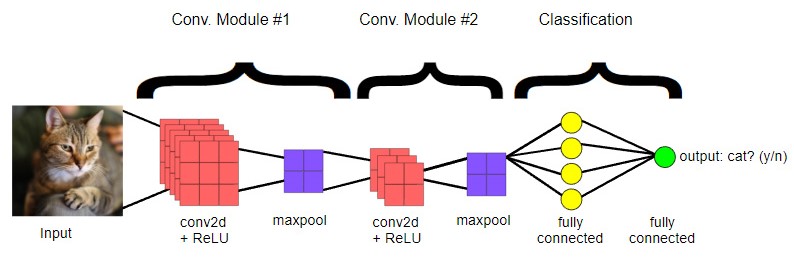 Conv. Module #1
Conv. Module #2
Classification
output: cat? (y/n)
Input
conv2d
+ ReLU
maxpool
conv2d
+ ReLU
maxpool
fully
connected
fully
connected